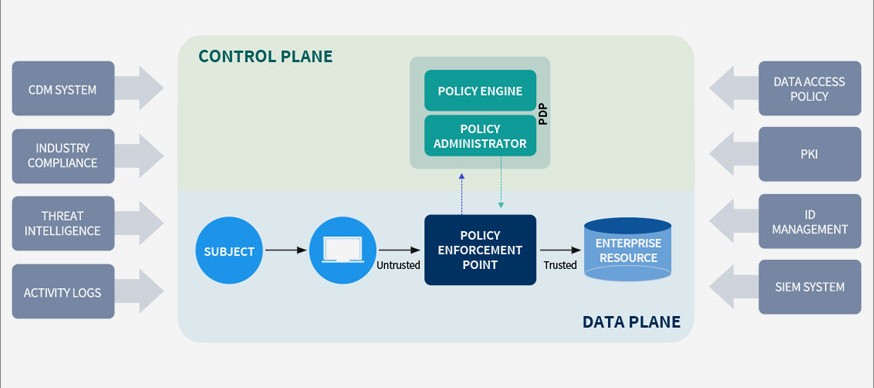 CONTROL PLANE
CDM SYSTEM
INDUSTRY
COMPLIANCE
THREAT
INTELLIGENCE
ACTIVITY LOGS
POLICY ENGINE
POLICY
ADMINISTRATOR
PDP
SUBJECT
Untrusted
POLICY
ENFORCEMENT
POINT
Trusted
ENTERPRISE
RESOURCE
DATA PLANE
DATA ACCESS
POLICY
PKI
ID
MANAGEMENT
SIEM SYSTEM